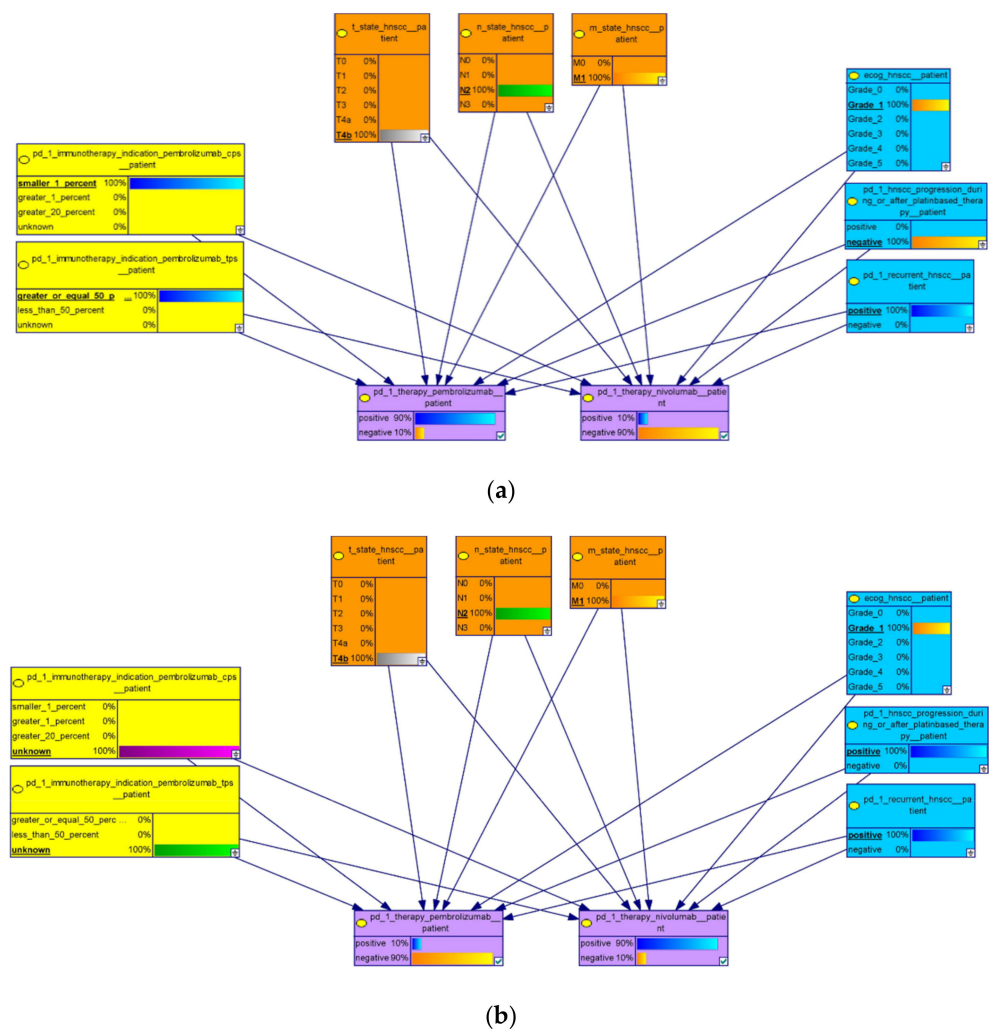 t_state_hnscc__pa
tient
T0 0%
T1 0%
T2 0%
T3 0%
T4a 0%
T4b 100%
n_state_hnscc__p
atient
N0 0%
N1 0%
N2 100%
N3 0%
m_state_hnscc__p
atient
M0 0%
M1 100%
ecog_hnscc__patient
Grade_0 0%
Grade_1 100%
Grade_2 0%
Grade_3 0%
Grade_4 0%
Grade_5 0%
pd_1_immunotherapy_indication_pembrolizumab_cps
__patient
smaller_1_percent 100%
greater_1_percent 0%
greater_20_percent 0%
unknown 0%
pd_1_hnscc_progression_duri
ng_or_after_platinbased_thera
py__patient
positive 0%
negative 100%
pd_1_immunotherapy_indication_pembrolizumab_tps
__patient
greater_or_equal_50_p ... 100%
less_than_50_percent 0%
unknown 0%
pd_1_recurrent_hnscc__pa
tient
positive 100%
negative 0%
pd_1_therapy_pembrolizumab__
patient
positive 90%
negative 10%
pd_1_therapy_nivolumab__patie
nt
positive 10%
negative 90%
(a)
t_state_hnscc__pa
tient
T0 0%
T1 0%
T2 0%
T3 0%
T4a 0%
T4b 100%
n_state_hnscc__p
atient
N0 0%
N1 0%
N2 100%
N3 0%
m_state_hnscc__p
atient
M0 0%
M1 100%
ecog_hnscc__patient
Grade_0 0%
Grade_1 100%
Grade_2 0%
Grade_3 0%
Grade_4 0%
Grade_5 0%
pd_1_immunotherapy_indication_pembrolizumab_cps
__patient
smaller_1_percent 0%
greater_1_percent 0%
greater_20_percent 0%
unknown 100%
pd_1_hnscc_progression_duri
ng_or_after_platinbased_thera
py__patient
positive 100%
negative 0%
pd_1_immunotherapy_indication_pembrolizumab_tps
__patient
greater_or_equal_50_perc ... 0%
less_than_50_percent 0%
unknown 100%
pd_1_recurrent_hnscc__pa
tient
positive 100%
negative 0%
pd_1_therapy_pembrolizumab__
patient
positive 10%
negative 90%
pd_1_therapy_nivolumab__patie
nt
positive 90%
negative 10%
(b)